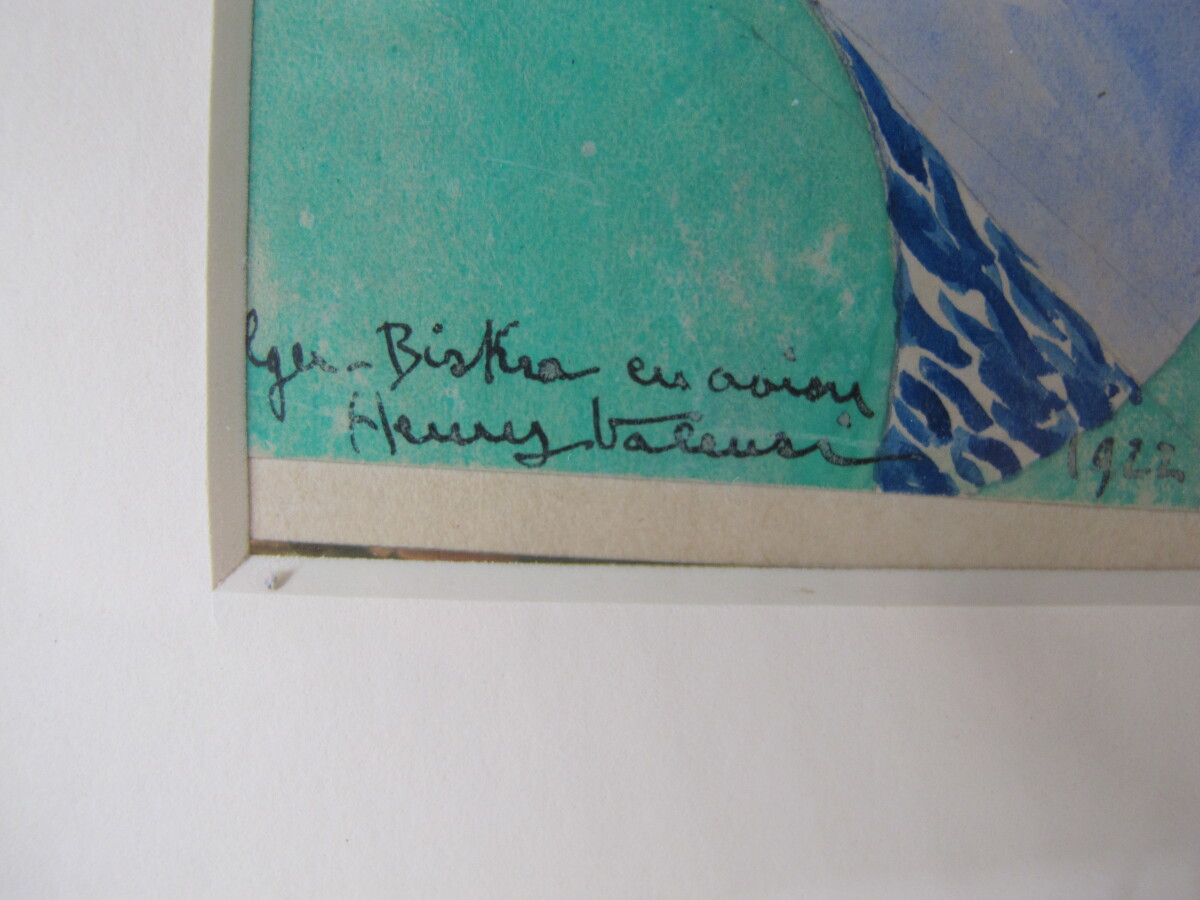 lger-Biskra en avion
Henry Valensi 1922